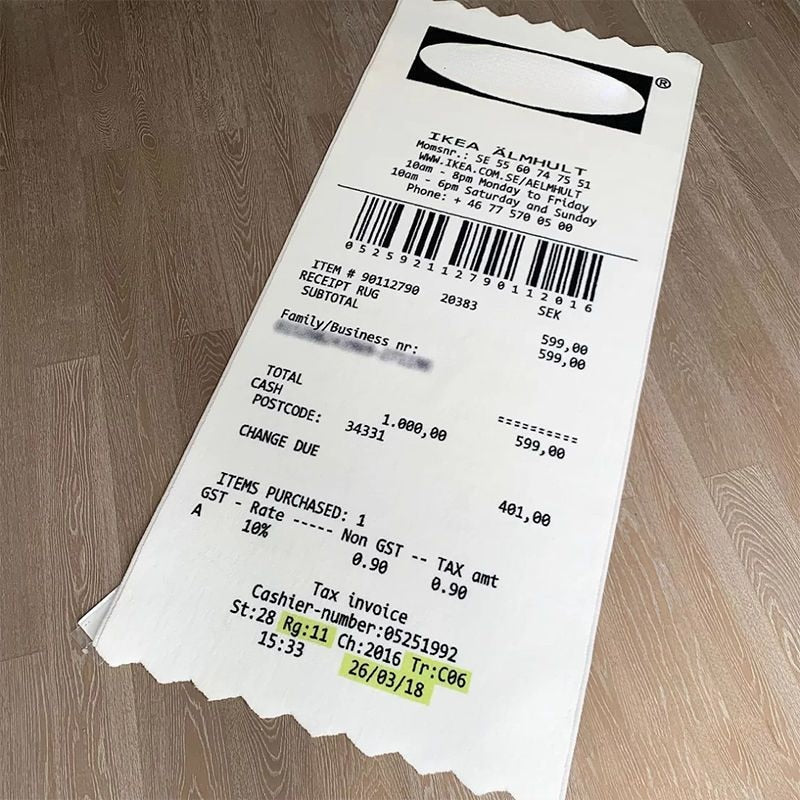 ®
IKEA ÄLMHULT
Momsnr.: SE 55 60 74 75 51
WWW.IKEA.COM.SE/AELMHULT
10am - 8pm Monday to Friday
10am - 6pm Saturday and Sunday
Phone: + 46 77 570 05 00
052592112790112016
ITEM # 90112790 20383 SEK
RECEIPT RUG 599,00
SUBTOTAL 599,00
Family/Business nr:
==========
TOTAL 599,00
CASH 1.000,00
POSTCODE: 34331
CHANGE DUE 401,00
ITEMS PURCHASED: 1
GST - Rate ----- Non GST -- TAX amt
A 10% 0.90 0.90
Tax invoice
Cashier-number:05251992
St:28 Rg:11 Ch:2016 Tr:C06
15:33 26/03/18